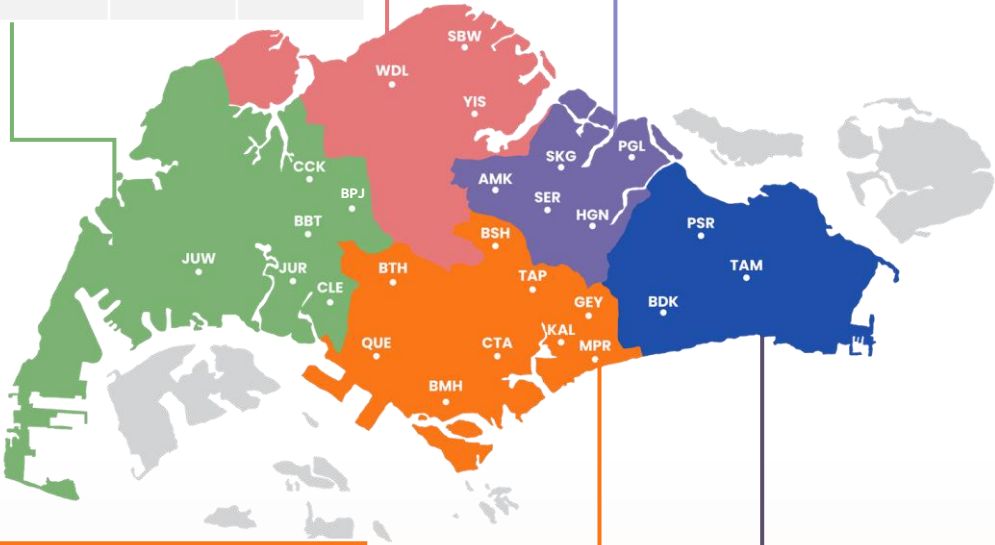 SBW
WDL
YIS
SKG
PGL
CCK
AMK
BPJ
SER
HGN
BBT
PSR
BSH
JUW
JUR
BTH
TAM
TAP
CLE
GEY
BDK
KAL
QUE
CTA
MPR
BMH